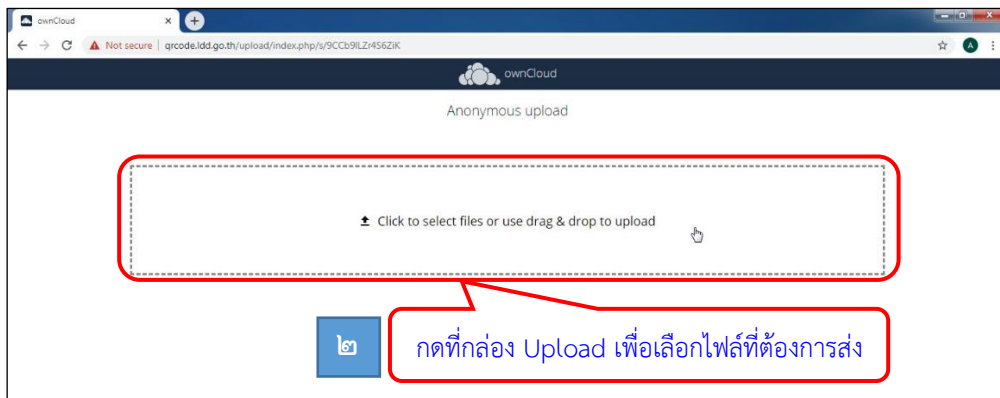 ownCloud
Not secure qrcode.ldd.go.th/upload/index.php/s/9CCb9lLZr4S6ZiK
A
ownCloud
Anonymous upload
Click to select files or use drag & drop to upload
๒ กดที่กล่อง Upload เพื่อเลือกไฟล์ที่ต้องการส่ง